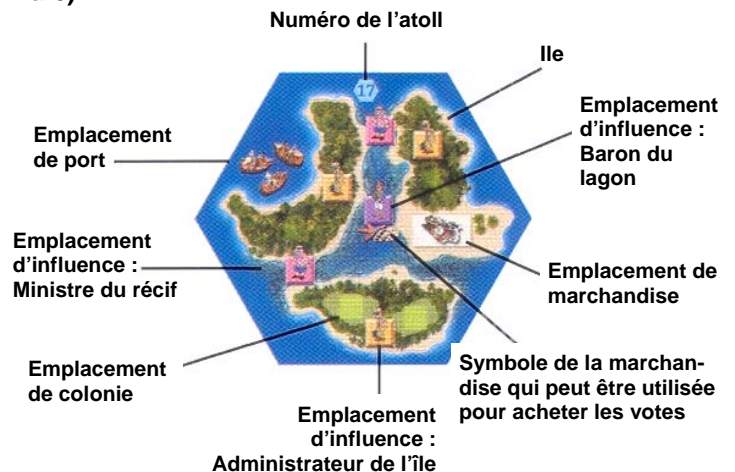 Numéro de l'atoll
Ile
Emplacement
d'influence :
Baron du
lagon
Emplacement
de port
17
Emplacement
d'influence :
Ministre du récif
Emplacement de
marchandise
Emplacement
de colonie
Symbole de la marchan-
dise qui peut être utilisée
pour acheter les votes
Emplacement
d'influence :
Administrateur de l'île